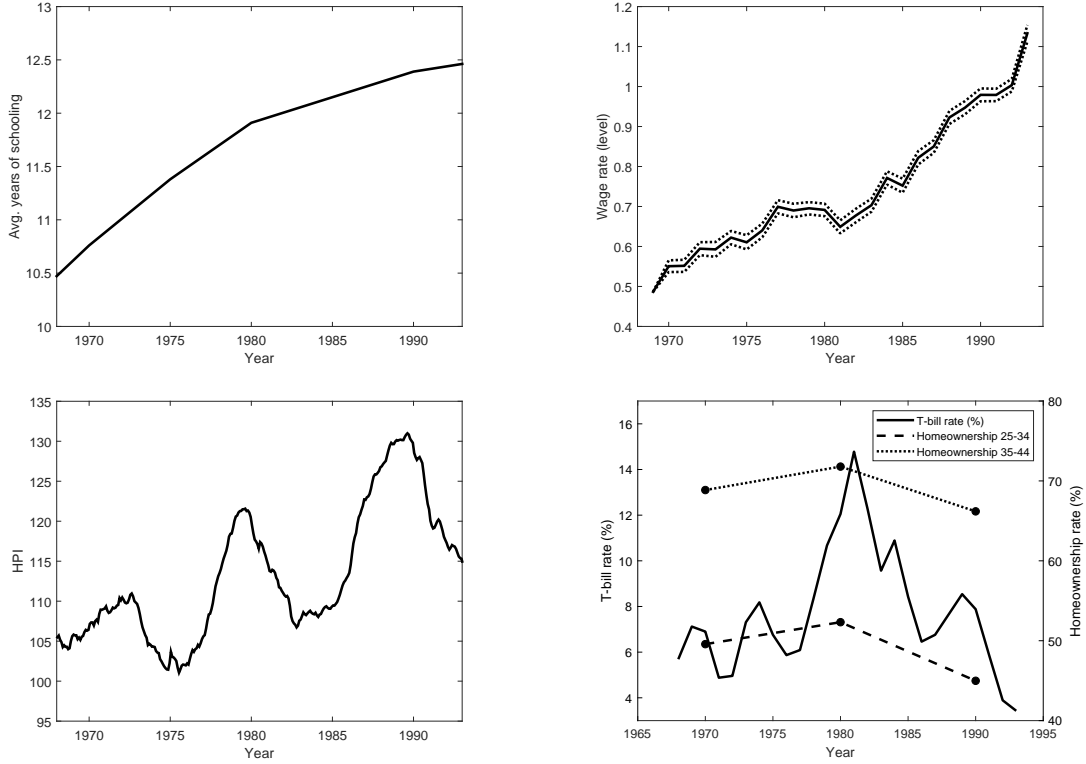 13
12.5
12
11.5
11
10.5
10
Avg. years of schooling
1970 1975 1980 1985 1990
Year
1.2
1.1
1
0.9
0.8
0.7
0.6
0.5
0.4
Wage rate (level)
1970 1975 1980 1985 1990
Year
135
130
125
120
115
110
105
100
95
HPI
1970 1975 1980 1985 1990
Year
16
14
12
10
8
6
4
T-bill rate (%)
T-bill rate (%)
Homeownership 25-34
Homeownership 35-44
80
70
60
50
40
Homeownership rate (%)
1965 1970 1975 1980 1985 1990 1995
Year